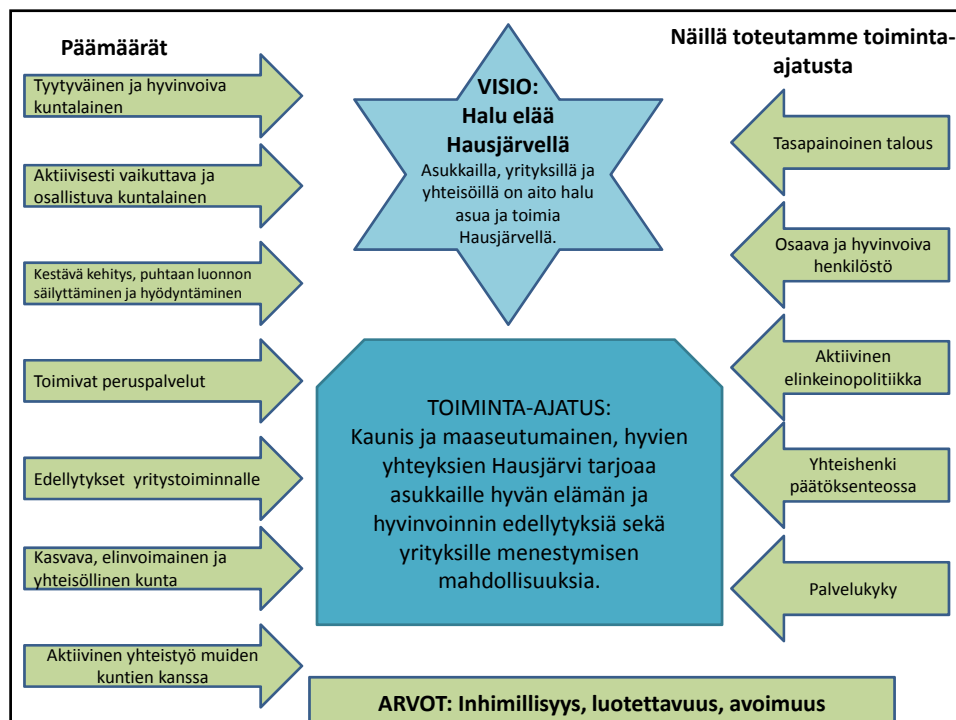 Päämäärät
Tyytyväinen ja hyvinvoiva
kuntalainen
Aktiivisesti vaikuttava ja
osallistuva kuntalainen
Kestävä kehitys, puhtaan luonnon
säilyttäminen ja hyödyntäminen
Toimivat peruspalvelut
Edellytykset  yritystoiminnalle
Kasvava, elinvoimainen ja
yhteisöllinen kunta
Aktiivinen yhteistyö muiden
kuntien kanssa
VISIO:
Halu elää
Hausjärvellä
Asukkailla, yrityksillä ja
yhteisöillä on aito halu
asua ja toimia
Hausjärvellä.
TOIMINTA-AJATUS:
Kaunis ja maaseutumainen, hyvien
yhteyksien Hausjärvi tarjoaa
asukkaille hyvän elämän ja
hyvinvoinnin edellytyksiä sekä
yrityksille menestymisen
mahdollisuuksia.
Näillä toteutamme toiminta-
ajatusta
Tasapainoinen talous
Osaava ja hyvinvoiva
henkilöstö
Aktiivinen
elinkeinopolitiikka
Yhteishenki
päätöksenteossa
Palvelukyky
ARVOT: Inhimillisyys, luotettavuus, avoimuus